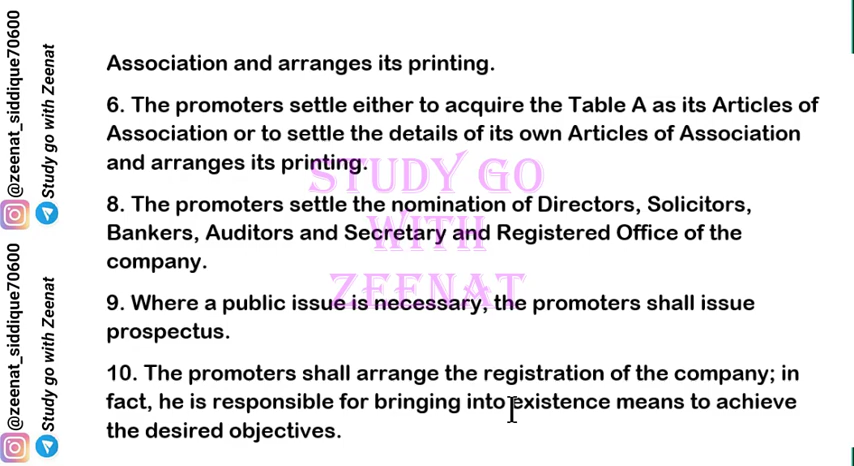 Association and arranges its printing.
6. The promoters settle either to acquire the Table A as its Articles of
Association or to settle the details of its own Articles of Association
and arranges its printing.
8. The promoters settle the nomination of Directors, Solicitors,
Bankers, Auditors and Secretary and Registered Office of the
company.
9. Where a public issue is necessary, the promoters shall issue
prospectus.
10. The promoters shall arrange the registration of the company; in
fact, he is responsible for bringing into existence means to achieve
the desired objectives.
STUDY GO
WITH
ZEENAT
@zeenat_siddique70600
Study go with Zeenat
@zeenat_siddique70600
Study go with Zeenat